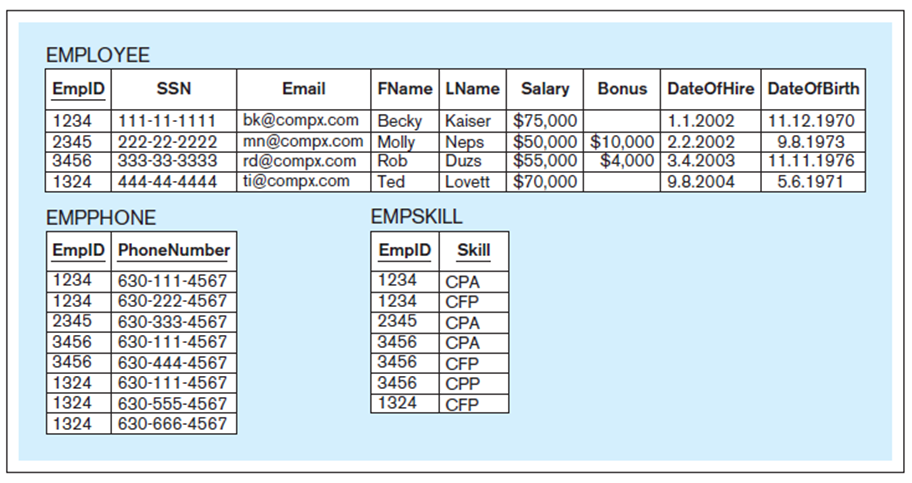 EMPLOYEE
EmpID SSN Email FName LName Salary Bonus DateOfHire DateOfBirth
1234 111-11-1111 bk@compx.com Becky Kaiser $75,000 1.1.2002 11.12.1970
2345 222-22-2222 mn@compx.com Molly Neps $50,000 $10,000 2.2.2002 9.8.1973
3456 333-33-3333 rd@compx.com Rob Duzs $55,000 $4,000 3.4.2003 11.11.1976
1324 444-44-4444 ti@compx.com Ted Lovett $70,000 9.8.2004 5.6.1971
EMPPHONE
EmpID PhoneNumber
1234 630-111-4567
1234 630-222-4567
2345 630-333-4567
3456 630-111-4567
3456 630-444-4567
1324 630-111-4567
1324 630-555-4567
1324 630-666-4567
EMPSKILL
EmpID Skill
1234 CPA
1234 CFP
2345 CPA
3456 CPA
3456 CFP
3456 CPP
1324 CFP